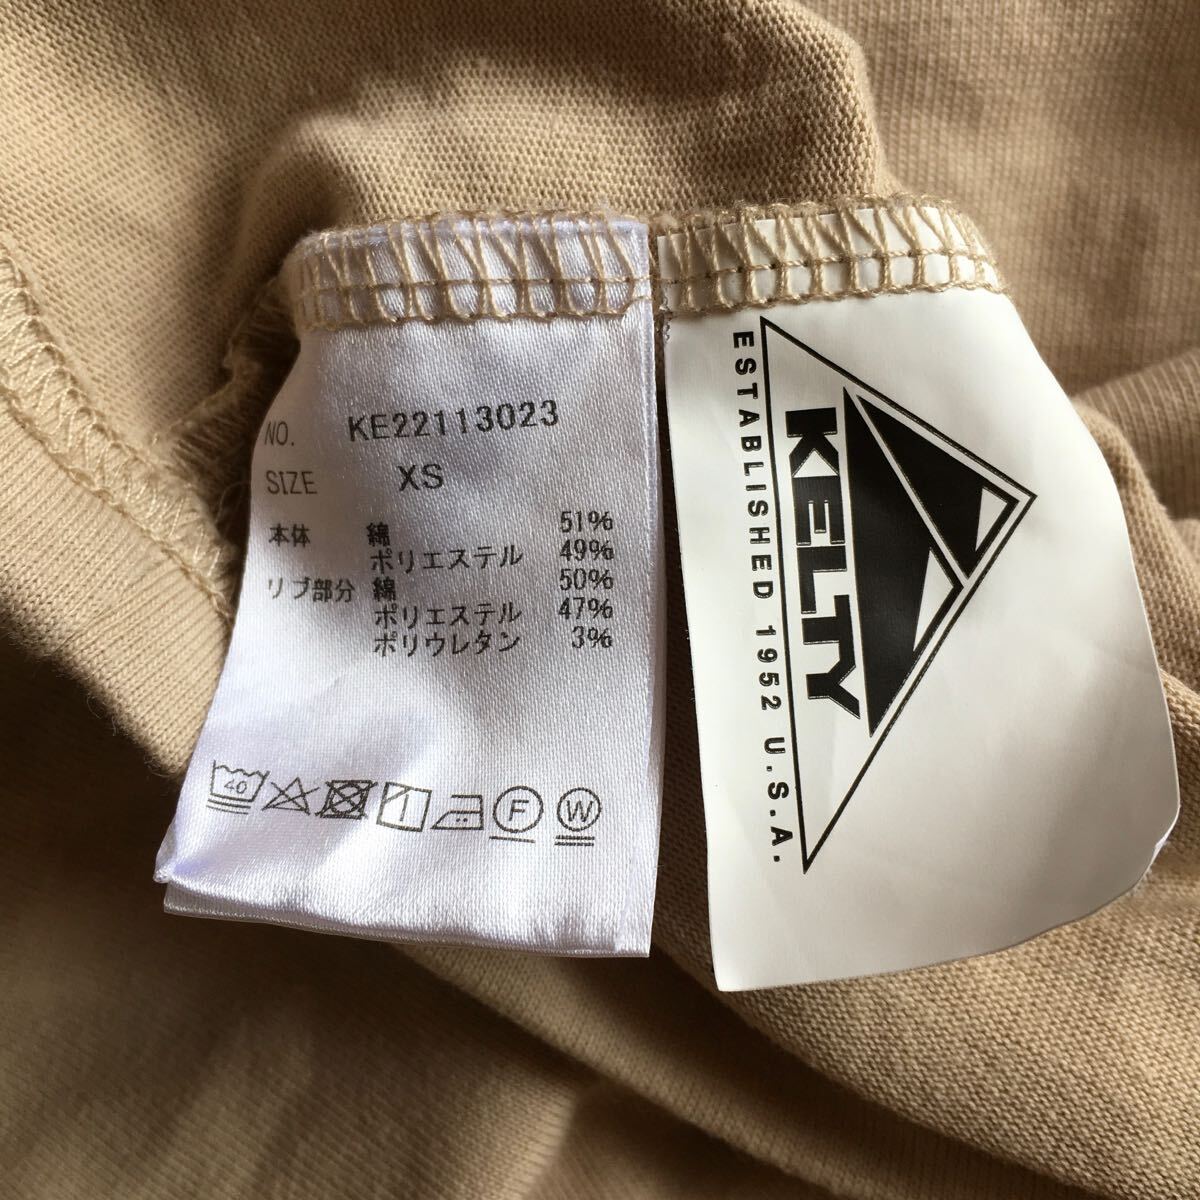 NO. KE22113023
SIZE XS
本体 綿 51%
ポリエステル 49%
リブ部分 綿 50%
ポリエステル 47%
ポリウレタン 3%
40 1 F W
KELTY
ESTABLISHED 1952 U.S.A.